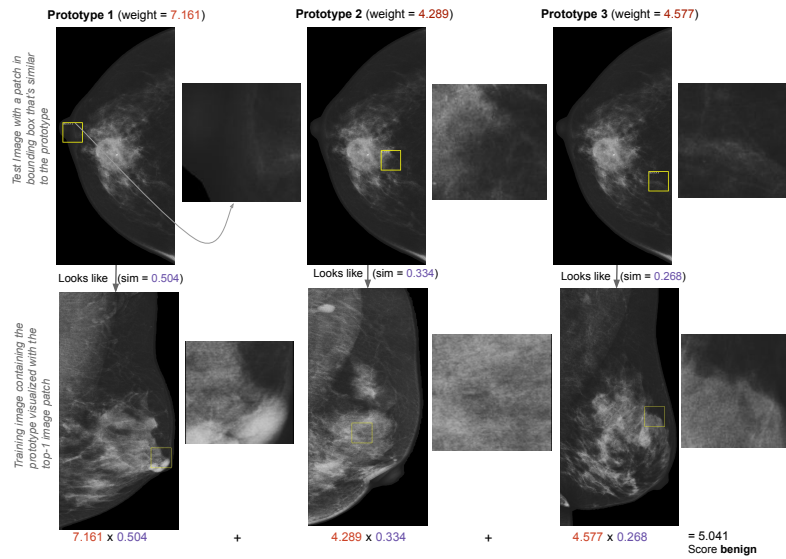 Prototype 1 (weight = 7.161)
Prototype 2 (weight = 4.289)
Prototype 3 (weight = 4.577)
Test Image with a patch in
bounding box that's similar
to the prototype
Looks like (sim = 0.504)
Looks like (sim = 0.334)
Looks like (sim = 0.268)
Training image containing the
prototype visualized with the
top-1 image patch
7.161 x 0.504 + 4.289 x 0.334 + 4.577 x 0.268 = 5.041
Score benign